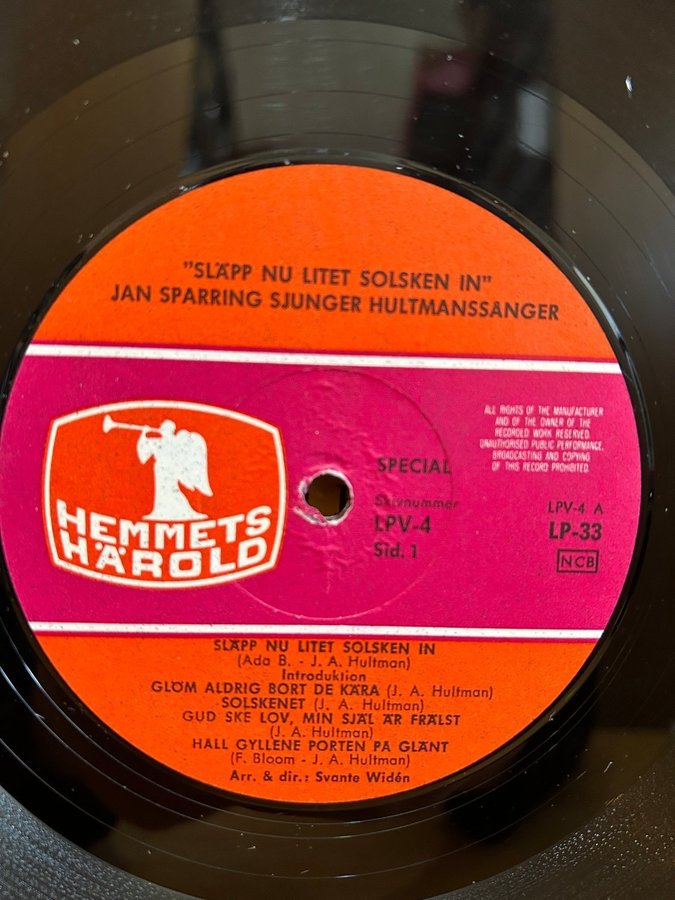 "SLÄPP NU LITET SOLSKEN IN"
JAN SPARRING SJUNGER HULTMANSSANGER
ALL RIGHTS OF THE MANUFACTURER
AND OF THE OWNER OF THE
RECORDED WORK RESERVED.
UNAUTHORISED PUBLIC PERFORMANCE,
BROADCASTING AND COPYING
OF THIS RECORD PROHIBITED.
HEMMETS
HÄROLD
SPECIAL
Skivnummer
LPV-4
Sid. 1
LPV-4 A
LP-33
NCB
SLÄPP NU LITET SOLSKEN IN
(Ada B. - J. A. Hultman)
Introduktion
GLÖM ALDRIG BORT DE KÄRA (J. A. Hultman)
SOLSKENET (J. A. Hultman)
GUD SKE LOV, MIN SJÄL ÄR FRÄLST
(J. A. Hultman)
HALL GYLLENE PORTEN PA GLÄNT
(F. Bloom - J. A. Hultman)
Arr. & dir.: Svante Widén